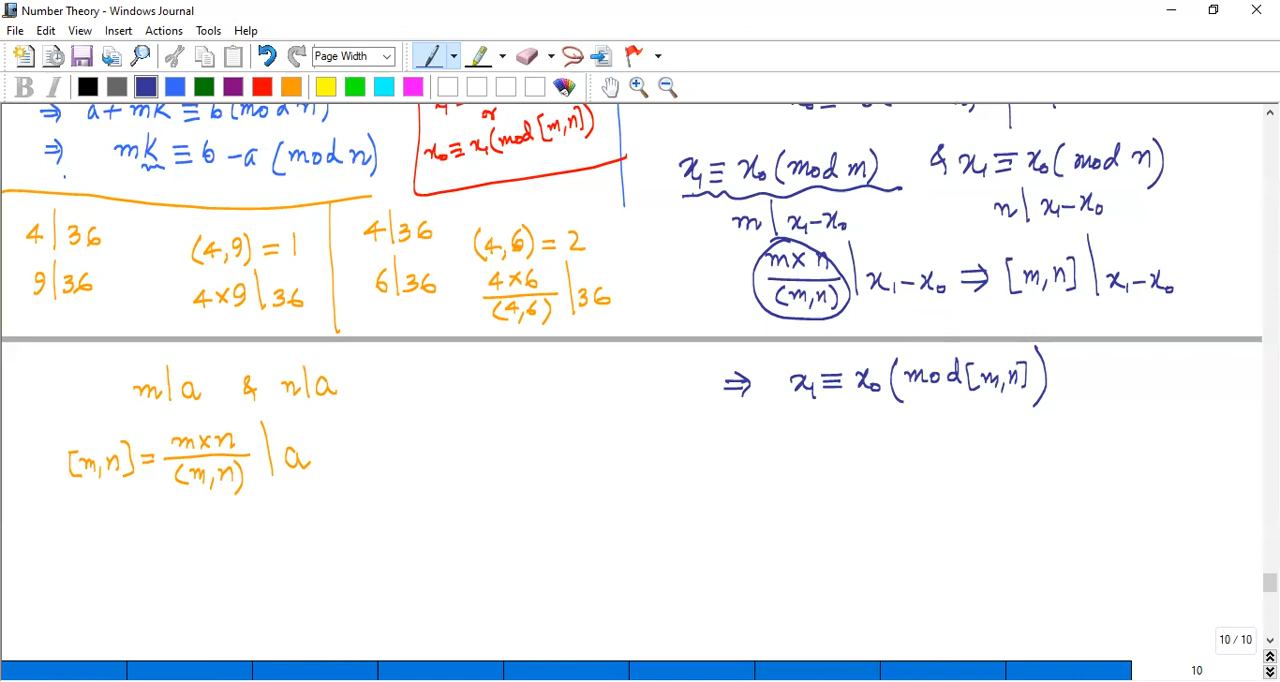 Number Theory - Windows Journal
File Edit View Insert Actions Tools Help
Page Width
B I
⇒ a + mk ≡ b (mod n)
⇒ mk ≡ b - a (mod n)
or
x₀ ≡ x₁ (mod [m,n])
x₁ ≡ x₀ (mod m) & x₁ ≡ x₀ (mod n)
m | x₁-x₀ n | x₁-x₀
(m×n)/(m,n) | x₁-x₀ ⇒ [m,n] | x₁-x₀
4|36 (4,9) = 1
9|36 4×9 | 36
4|36 (4,6) = 2
6|36 (4×6)/(4,6) | 36
m|a & n|a
[m,n] = (m×n)/(m,n) | a
⇒ x₁ ≡ x₀ (mod [m,n])
10 / 10
10